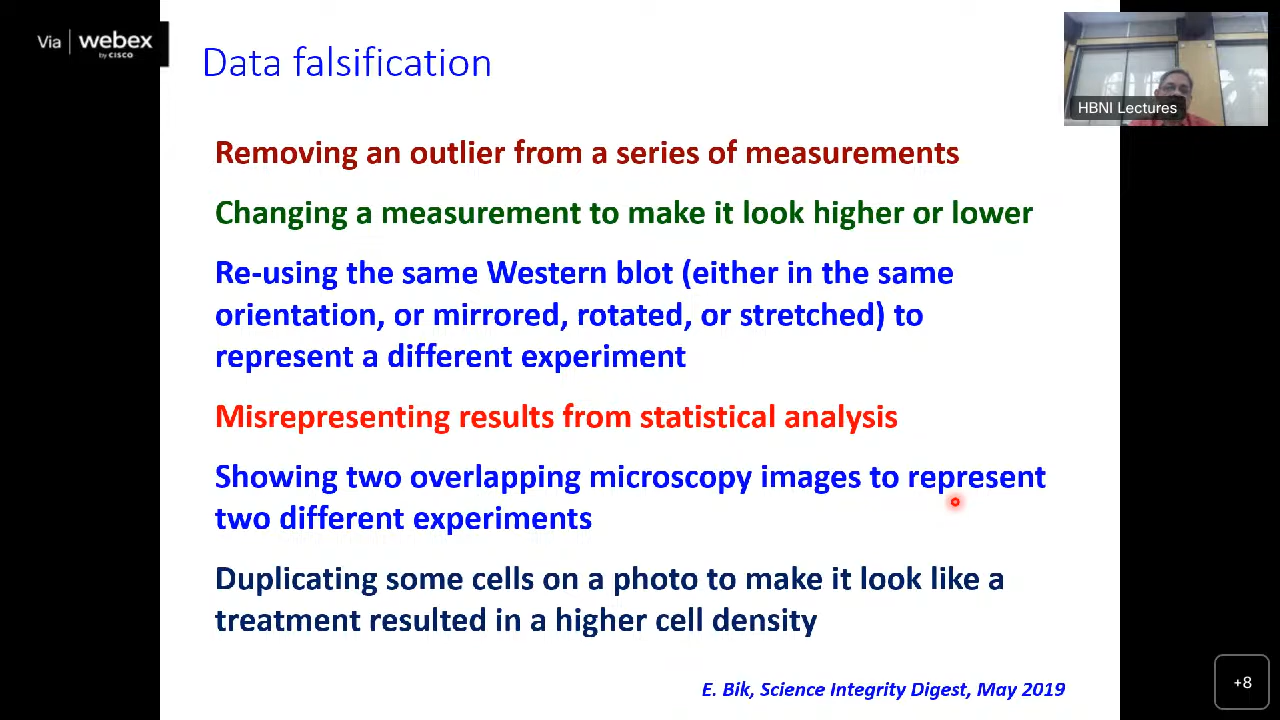 Via webex
by CISCO
Data falsification
HBNI Lectures
Removing an outlier from a series of measurements
Changing a measurement to make it look higher or lower
Re-using the same Western blot (either in the same
orientation, or mirrored, rotated, or stretched) to
represent a different experiment
Misrepresenting results from statistical analysis
Showing two overlapping microscopy images to represent
two different experiments
Duplicating some cells on a photo to make it look like a
treatment resulted in a higher cell density
E. Bik, Science Integrity Digest, May 2019
+8